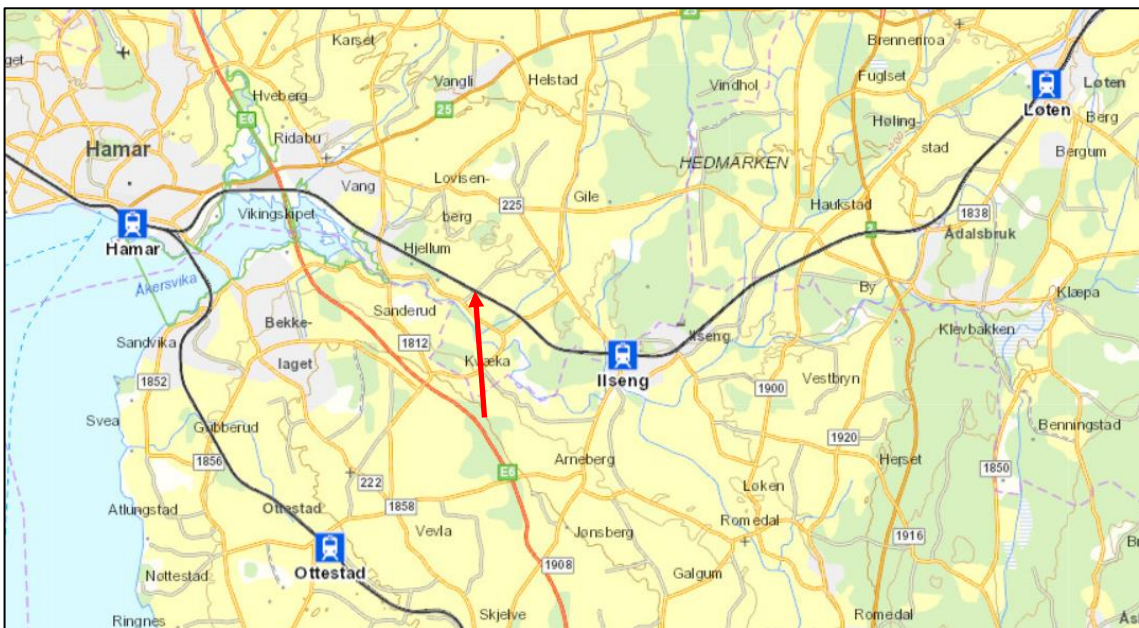 Karset
Brenneriroa
Vangli
Helstad
Vindhol
Fuglset
Løten
Hveberg
25
Løten
E6
Ridabu
Høling-
stad
Berg
Hamar
Bergum
HEDMARKEN
Vang
Lovisen-
berg
225
Gile
Haukstad
1838
Vikingskipet
Hjellum
Ådalsbruk
Hamar
Åkersvika
By
Klæpa
Sanderud
Bekke-
laget
Klevbakken
Sandvika
1812
Kvæka
Ilseng
Ilseng
1852
1900
Vestbryn
Svea
Gubberud
1920
Benningstad
1856
Arneberg
Herset
1850
E6
222
Løken
Atlungstad
Ottestad
1858
Vevla
Jønsberg
Romedal
1916
Ottestad
1908
Nøttestad
Galgum
Ringnes
Skjelve
Romedal